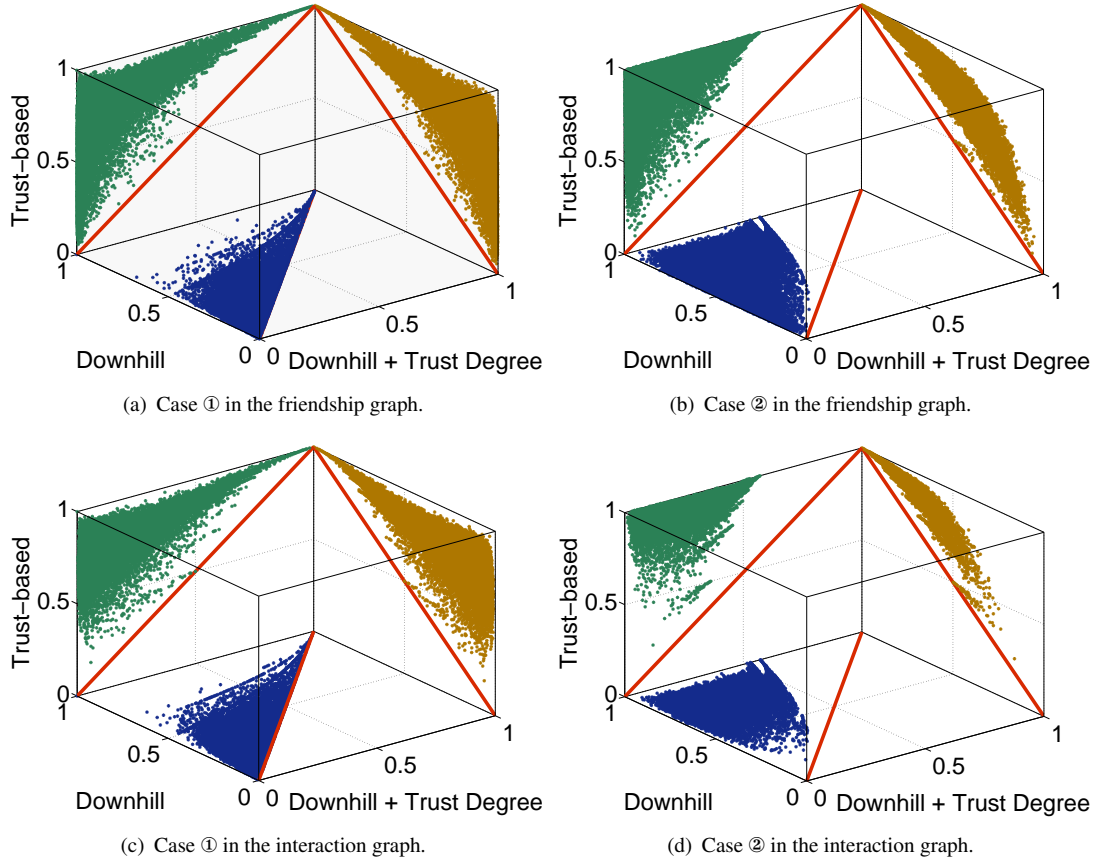 1
0.5
0
Trust−based
1
0.5
0
Downhill
0
0.5
1
Downhill + Trust Degree
(a) Case ① in the friendship graph.
1
0.5
0
Trust−based
1
0.5
0
Downhill
0
0.5
1
Downhill + Trust Degree
(b) Case ② in the friendship graph.
1
0.5
0
Trust−based
1
0.5
0
Downhill
0
0.5
1
Downhill + Trust Degree
(c) Case ① in the interaction graph.
1
0.5
0
Trust−based
1
0.5
0
Downhill
0
0.5
1
Downhill + Trust Degree
(d) Case ② in the interaction graph.